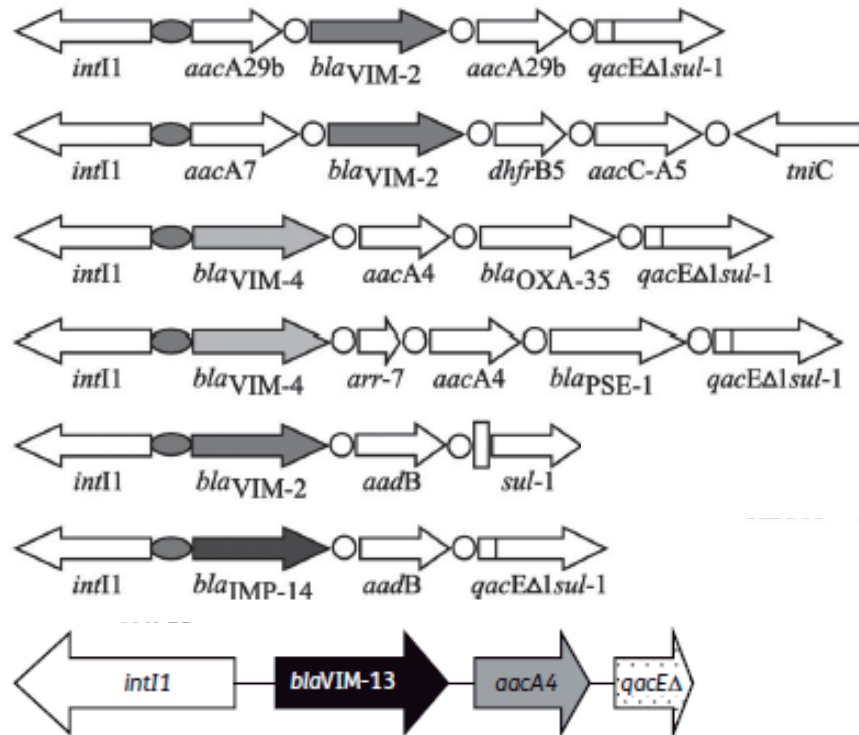 intI1 aacA29b blaVIM-2 aacA29b qacEΔ1sul-1
intI1 aacA7 blaVIM-2 dhfrB5 aacC-A5 tniC
intI1 blaVIM-4 aacA4 blaOXA-35 qacEΔ1sul-1
intI1 blaVIM-4 arr-7 aacA4 blaPSE-1 qacEΔ1sul-1
intI1 blaVIM-2 aadB sul-1
intI1 blaIMP-14 aadB qacEΔ1sul-1
intI1 blaVIM-13 aacA4 qacEΔ